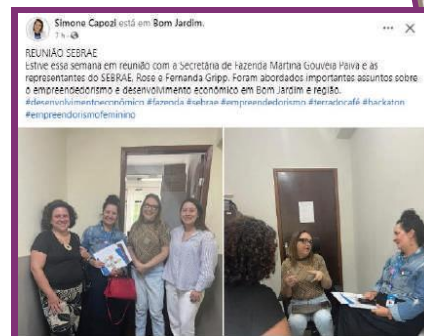 Simone Capozi está em Bom Jardim.
7 h ·
REUNIÃO SEBRAE
Estive essa semana em reunião com a Secretária de Fazenda Martina Gouveia Paiva e as
representantes do SEBRAE, Rose e Fernanda Gripp. Foram abordados importantes assuntos sobre
o empreendedorismo e desenvolvimento econômico em Bom Jardim e região.
#desenvolvimentoeconômico #fazenda #sebrae #empreendedorismo #terradocafé #hackaton
#empreendorismofeminino